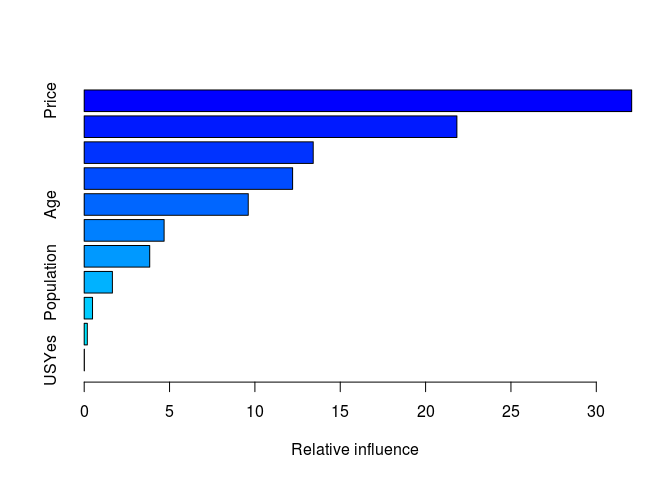 Price
Age
Population
USYes
0 5 10 15 20 25 30
Relative influence